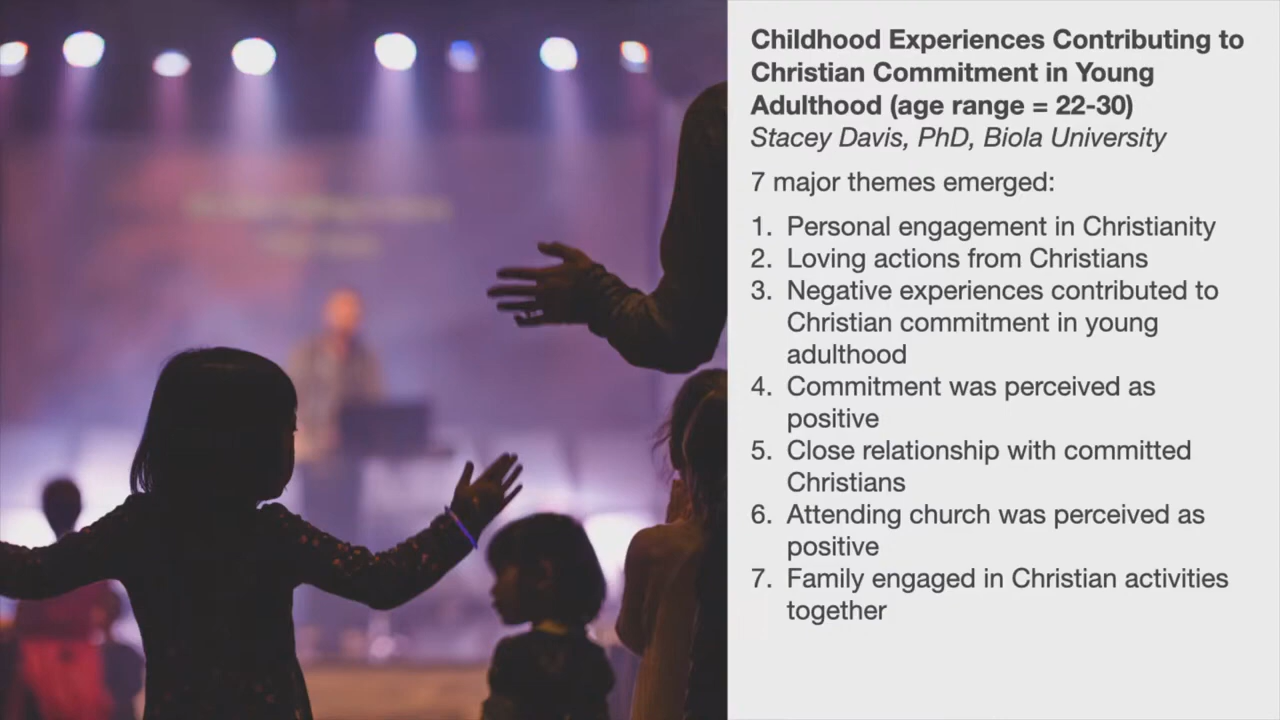 Childhood Experiences Contributing to
Christian Commitment in Young
Adulthood (age range = 22-30)
Stacey Davis, PhD, Biola University
7 major themes emerged:
1. Personal engagement in Christianity
2. Loving actions from Christians
3. Negative experiences contributed to
Christian commitment in young
adulthood
4. Commitment was perceived as
positive
5. Close relationship with committed
Christians
6. Attending church was perceived as
positive
7. Family engaged in Christian activities
together